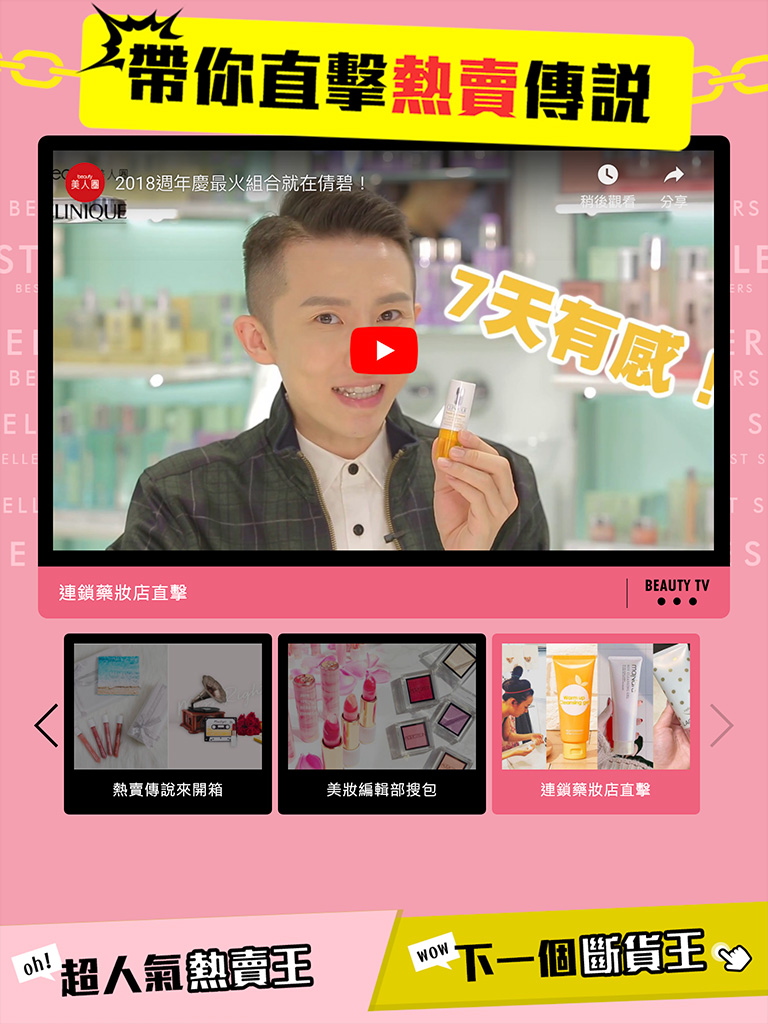 帶你直擊熱賣傳說
beauty
美人圈
2018週年慶最火組合就在倩碧！
稍後觀看
分享
CLINIQUE
7天有感！
連鎖藥妝店直擊
BEAUTY TV
熱賣傳說來開箱
美妝編輯部搜包
連鎖藥妝店直擊
oh!
超人氣熱賣王
wow
下一個斷貨王